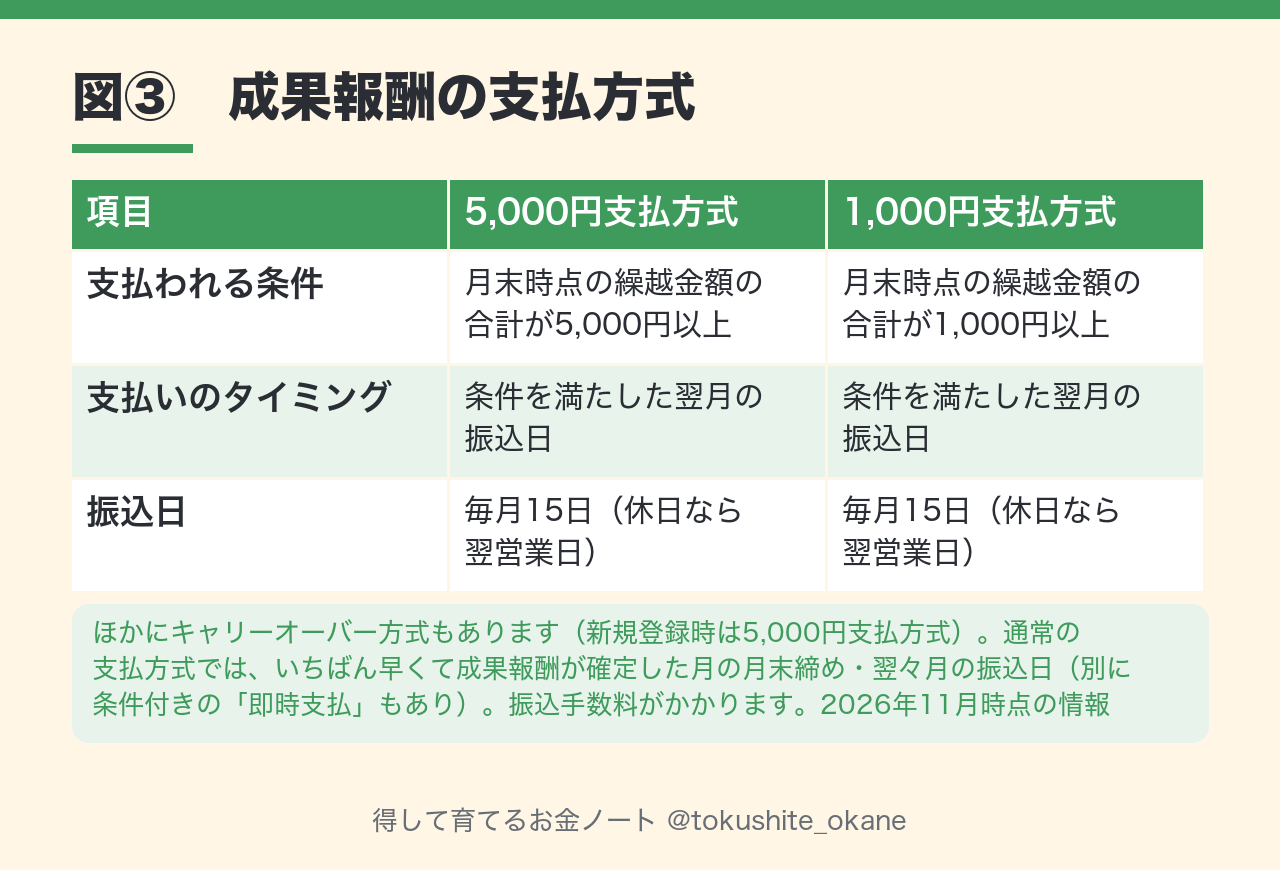 図③　成果報酬の支払方式
項目
5,000円支払方式
1,000円支払方式
支払われる条件
月末時点の繰越金額の
合計が5,000円以上
月末時点の繰越金額の
合計が1,000円以上
支払いのタイミング
条件を満たした翌月の
振込日
条件を満たした翌月の
振込日
振込日
毎月15日（休日なら
翌営業日）
毎月15日（休日なら
翌営業日）
ほかにキャリーオーバー方式もあります（新規登録時は5,000円支払方式）。通常の
支払方式では、いちばん早くて成果報酬が確定した月の月末締め・翌々月の振込日（別に
条件付きの「即時支払」もあり）。振込手数料がかかります。2026年11月時点の情報
得して育てるお金ノート @tokushite_okane